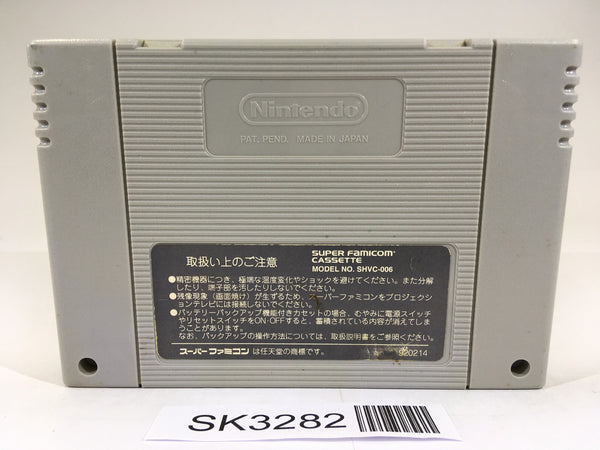 Nintendo
PAT. PEND. MADE IN JAPAN
取扱い上のご注意
SUPER FAMICOM
CASSETTE
MODEL NO. SHVC-006
●精密機器につき、極端な温度変化やショックを避けてください。また分解
したり、端子部を汚したりしないでください。
●残像現象（画面焼け）が生ずるため、スーパーファミコンをプロジェクシ
ョンテレビには接続しないでください。
●バッテリーバックアップ機能付きカセットの場合、むやみに電源スイッチ
やリセットスイッチをON·OFFすると、蓄積されている内容が消えてしま
うことがあります。
なお、バックアップの操作方法については、取扱説明書をご参照ください。
スーパーファミコンは任天堂の商標です。
920214
SK3282